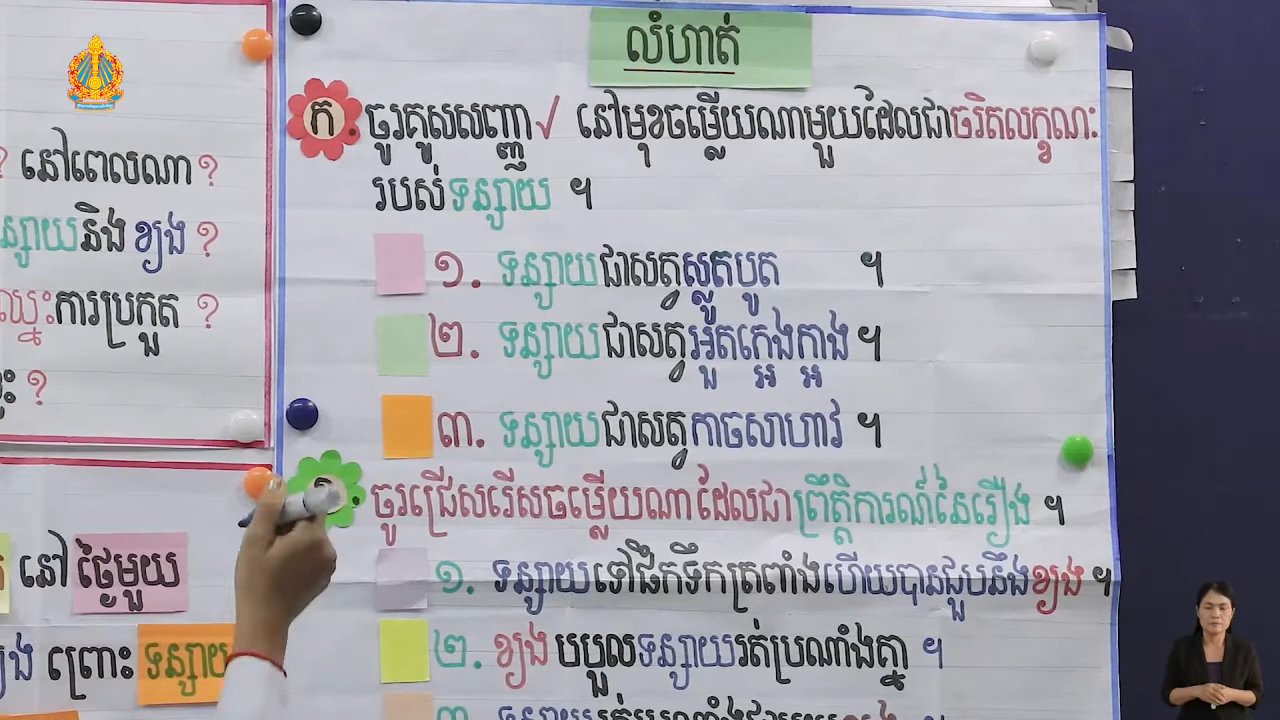 លំហាត់
ក. ចូរគូសសញ្ញា✓ នៅមុខចម្លើយណាមួយដែលជាចរិតលក្ខណៈ
របស់ទន្សាយ ។
១. ទន្សាយជាសត្វស្លូតបូត ។
២. ទន្សាយជាសត្វអួតក្អេងក្អាង ។
៣. ទន្សាយជាសត្វកាចសាហាវ ។
ចូរជ្រើសរើសចម្លើយណាដែលជាព្រឹត្តិការណ៍នៃរឿង ។
១. ទន្សាយទៅផឹកទឹកត្រពាំងហើយបានជួបនឹងខ្យង ។
២. ខ្យង បបួលទន្សាយរត់ប្រណាំងគ្នា ។
? នៅពេលណា ?
ន្សាយនិង ខ្យង ?
ឈ្នះការប្រកួត ?
?
នៅ ថ្ងៃមួយ
ព្រោះ ទន្សាយ